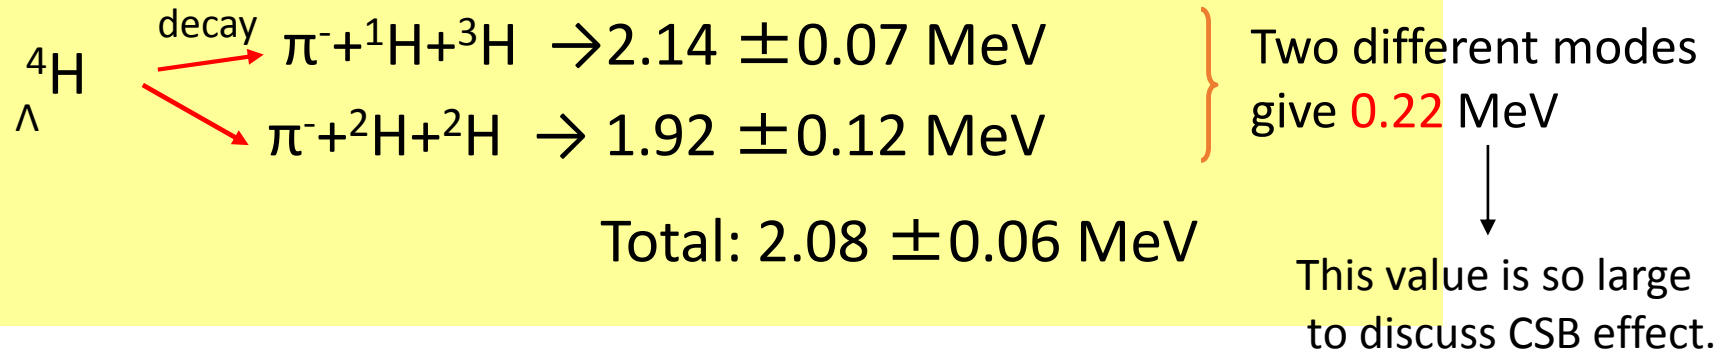 decay
⁴H
Λ
π⁻+¹H+³H →2.14 ±0.07 MeV
π⁻+²H+²H → 1.92 ±0.12 MeV
Total: 2.08 ±0.06 MeV
Two different modes
give 0.22 MeV
This value is so large
to discuss CSB effect.